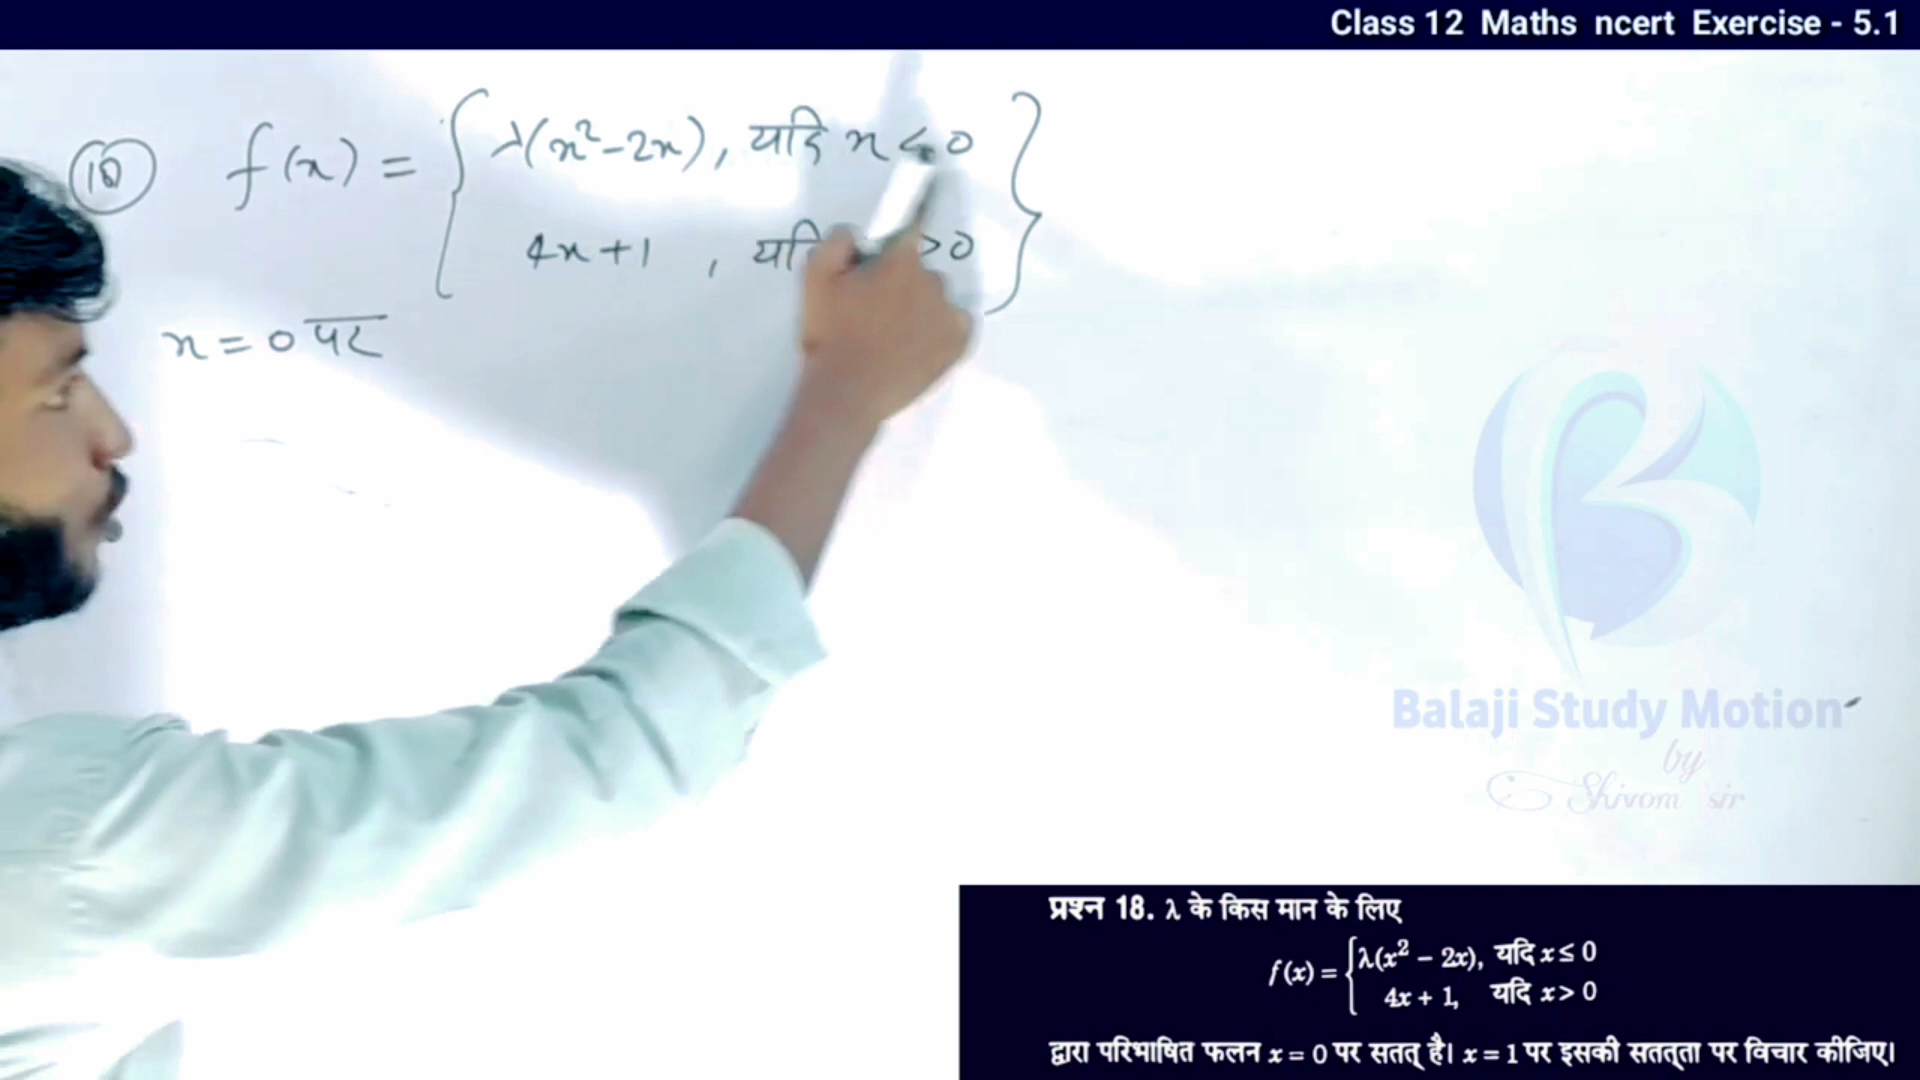 Class 12 Maths ncert Exercise - 5.1
18 f(x) = { λ(x²-2x), यदि x < 0 }
4x+1 , यदि >0
x = 0 पर
Balaji Study Motion
by
Shivom sir
प्रश्न 18. λ के किस मान के लिए
f(x) = { λ(x² − 2x), यदि x ≤ 0
4x + 1, यदि x > 0
द्वारा परिभाषित फलन x = 0 पर सतत् है। x = 1 पर इसकी सतत्ता पर विचार कीजिए।